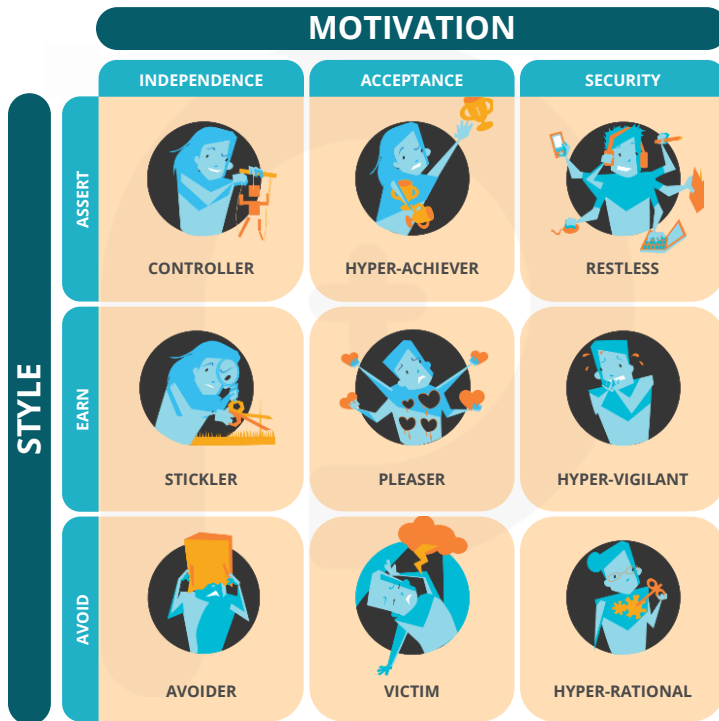 MOTIVATION
INDEPENDENCE
ACCEPTANCE
SECURITY
STYLE
ASSERT
CONTROLLER
HYPER-ACHIEVER
RESTLESS
EARN
STICKLER
PLEASER
HYPER-VIGILANT
AVOID
AVOIDER
VICTIM
HYPER-RATIONAL